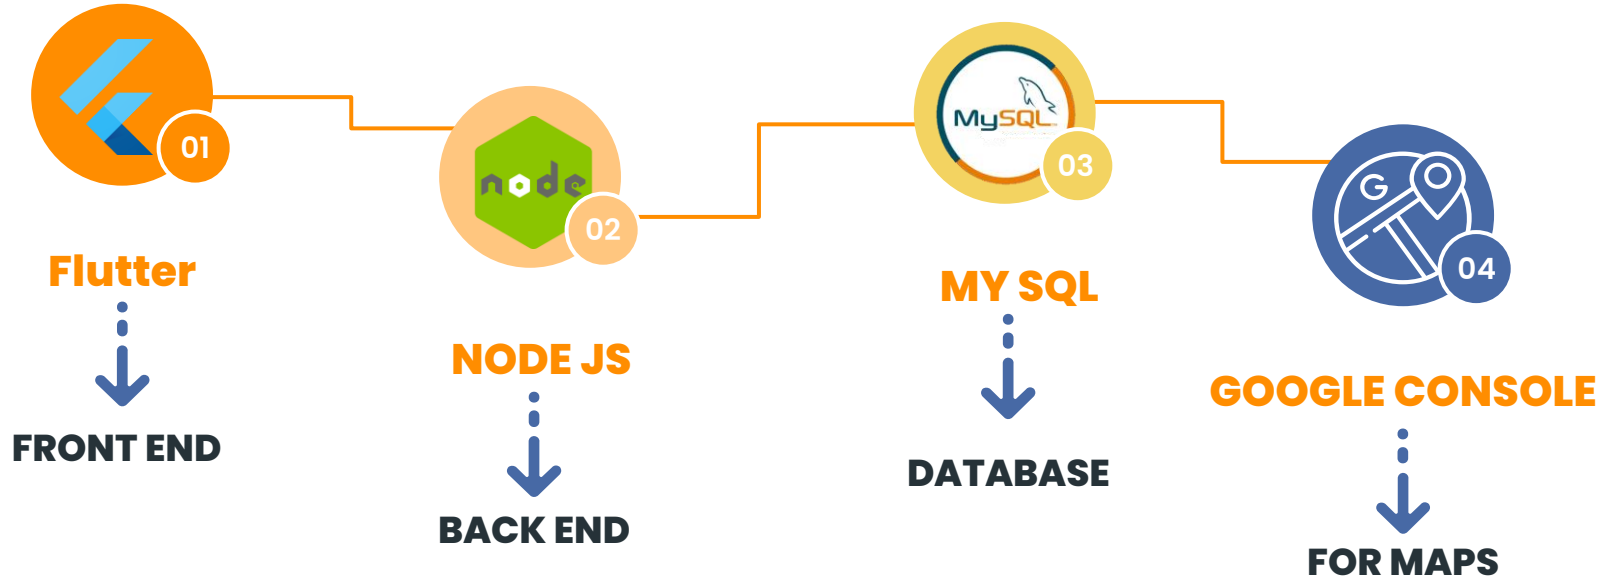 01
Flutter
FRONT END
node
02
NODE JS
BACK END
MySQL
03
MY SQL
DATABASE
G
04
GOOGLE CONSOLE
FOR MAPS